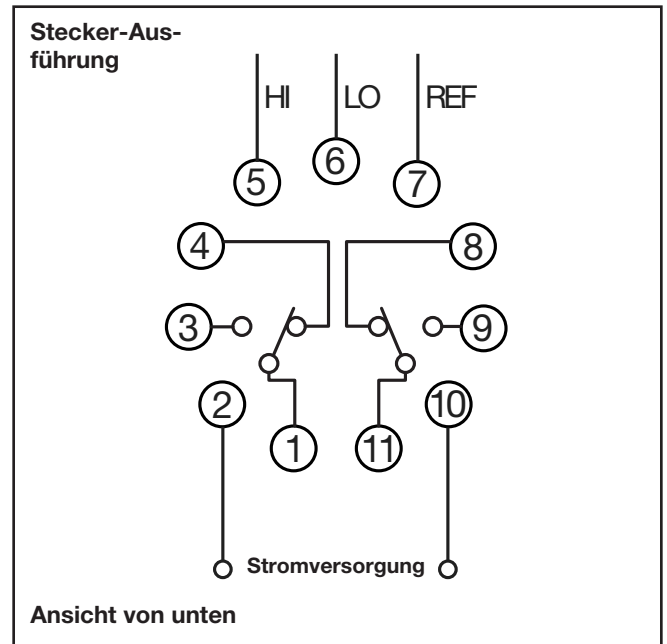 Stecker-Aus-
führung
HI LO REF
5 6 7
4 8
3 9
2 10
1 11
Stromversorgung
Ansicht von unten